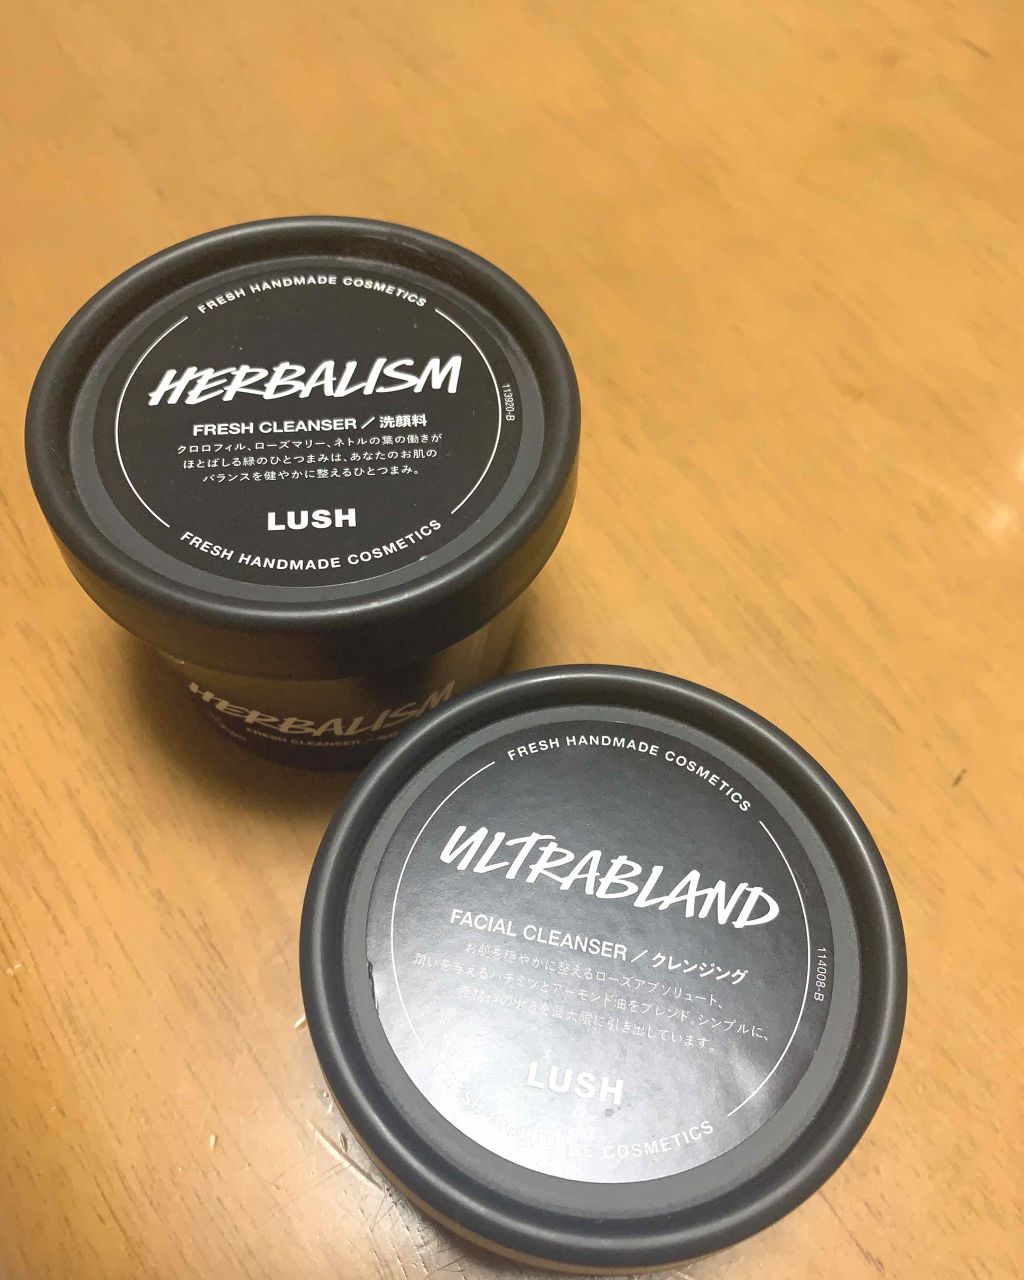 FRESH HANDMADE COSMETICS
HERBALISM
FRESH CLEANSER / 洗顔料
クロロフィル、ローズマリー、ネトルの葉の働きが
ほとばしる緑のひとつまみは、あなたのお肌の
バランスを健やかに整えるひとつまみ。
LUSH
FRESH HANDMADE COSMETICS
113920-B
HERBALISM
FRESH CLEANSER /
FRESH HANDMADE COSMETICS
ULTRABLAND
FACIAL CLEANSER / クレンジング
お肌を穏やかに整えるローズアブソリュート、
潤いを与えるハチミツとアーモンド油をブレンド。シンプルに、
原材料の働きを最大限に引き出しています。
LUSH
COSMETICS
114008-B